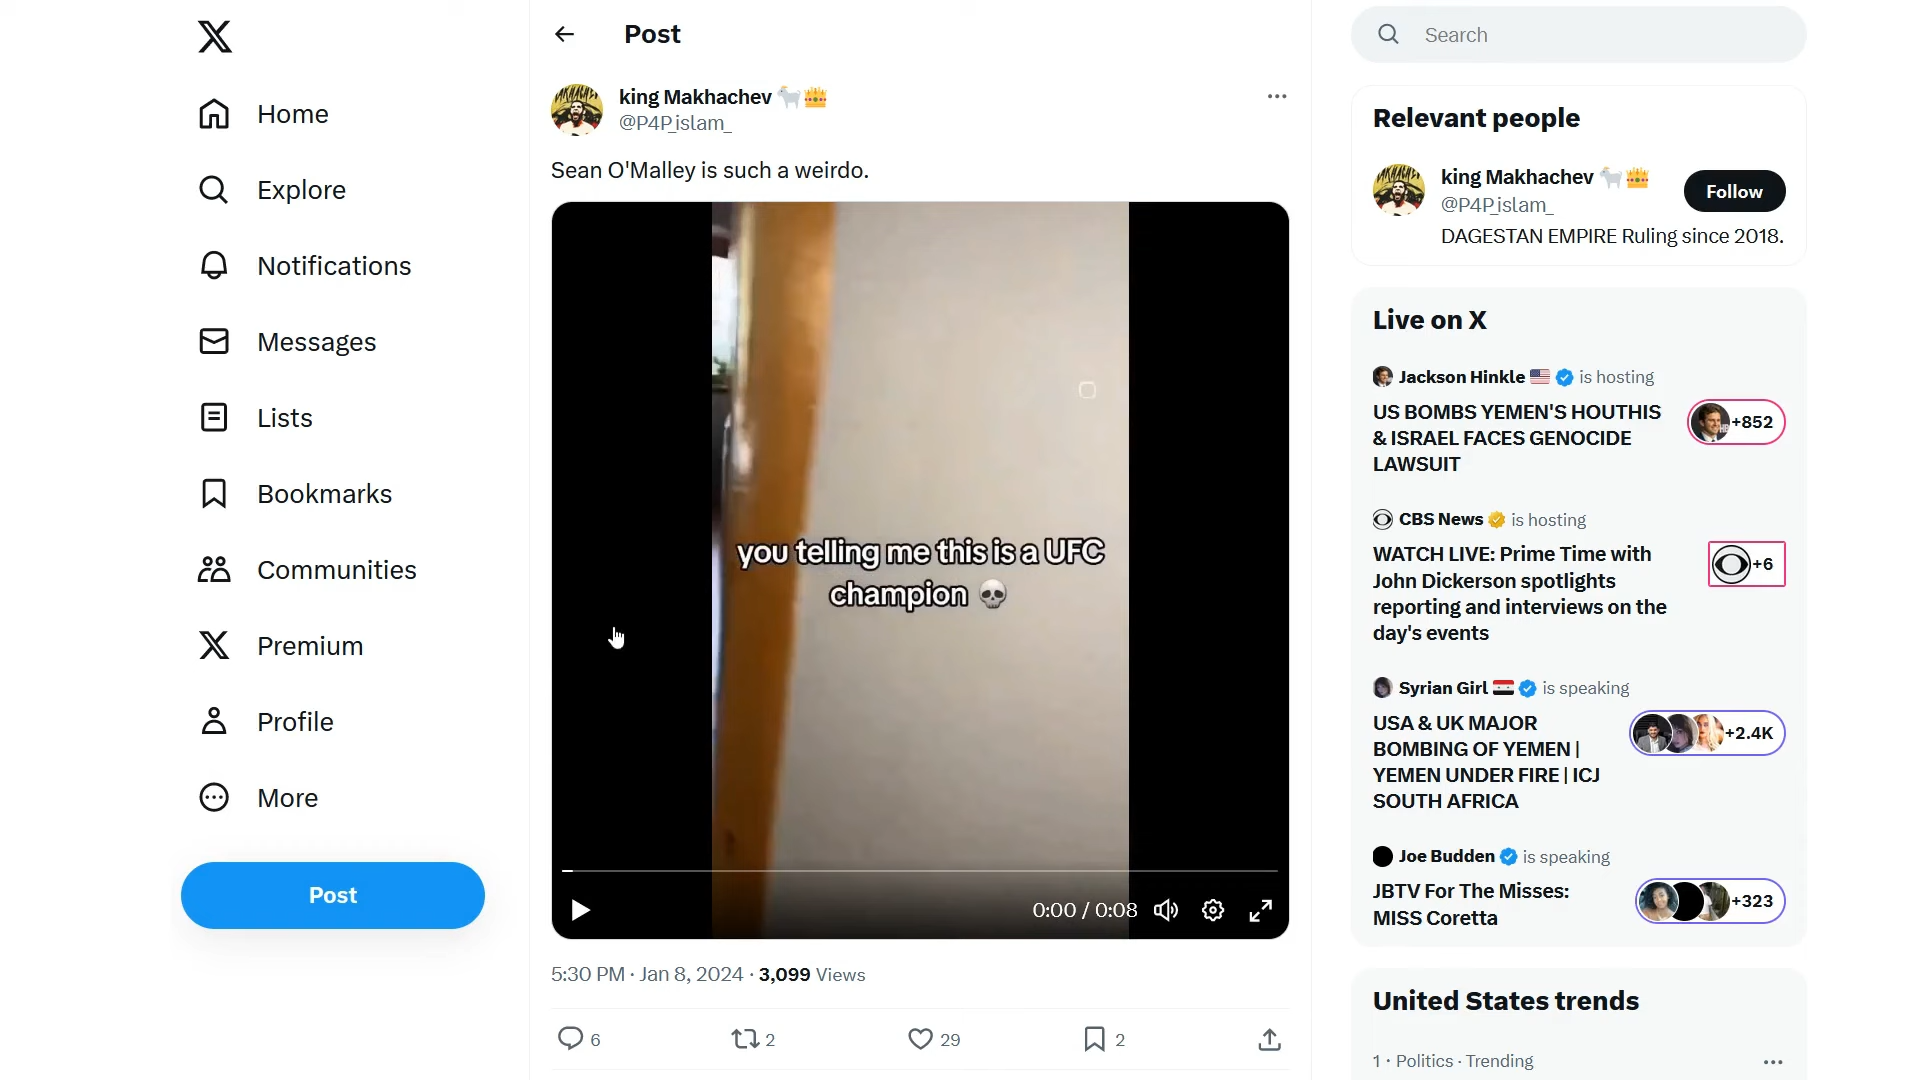 Home
Explore
Notifications
Messages
Lists
Bookmarks
Communities
Premium
Profile
More
Post
Post
king Makhachev 🐐👑
@P4P_islam_
Sean O'Malley is such a weirdo.
you telling me this is a UFC
champion 💀
0:00 / 0:08
5:30 PM · Jan 8, 2024 · 3,099 Views
6
2
29
2
Search
Relevant people
king Makhachev 🐐👑
@P4P_islam_
Follow
DAGESTAN EMPIRE Ruling since 2018.
Live on X
Jackson Hinkle 🇺🇸 is hosting
US BOMBS YEMEN'S HOUTHIS
& ISRAEL FACES GENOCIDE
LAWSUIT
+852
CBS News is hosting
WATCH LIVE: Prime Time with
John Dickerson spotlights
reporting and interviews on the
day's events
+6
Syrian Girl 🇸🇾 is speaking
USA & UK MAJOR
BOMBING OF YEMEN |
YEMEN UNDER FIRE | ICJ
SOUTH AFRICA
+2.4K
Joe Budden is speaking
JBTV For The Misses:
MISS Coretta
+323
United States trends
1 · Politics · Trending